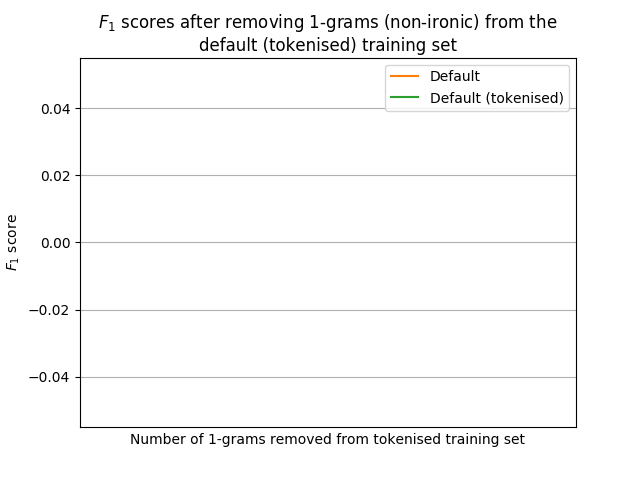 F₁ scores after removing 1-grams (non-ironic) from the
default (tokenised) training set
Default
Default (tokenised)
0.04
0.02
0.00
−0.02
−0.04
F₁ score
Number of 1-grams removed from tokenised training set